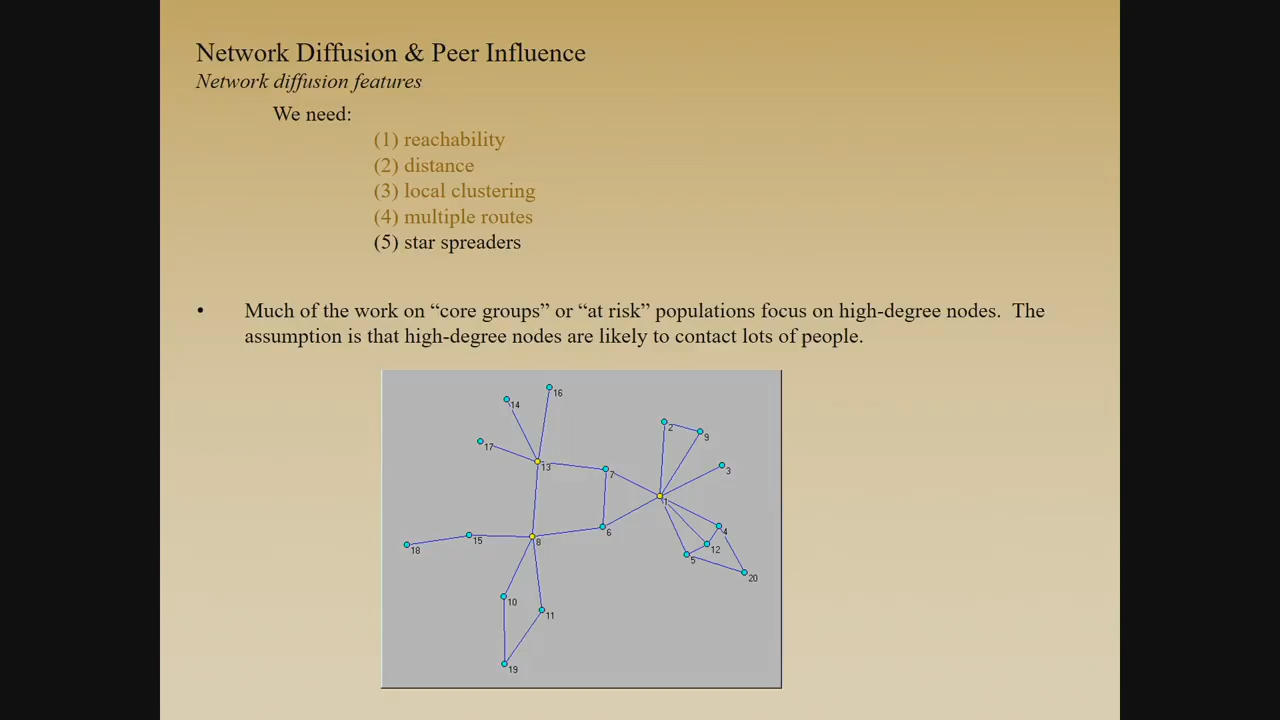 Network Diffusion & Peer Influence
Network diffusion features
We need:
(1) reachability
(2) distance
(3) local clustering
(4) multiple routes
(5) star spreaders
• Much of the work on “core groups” or “at risk” populations focus on high-degree nodes. The
assumption is that high-degree nodes are likely to contact lots of people.
16
14
2
9
17
13
3
7
1
4
6
8
15
12
18
5
20
10
11
19